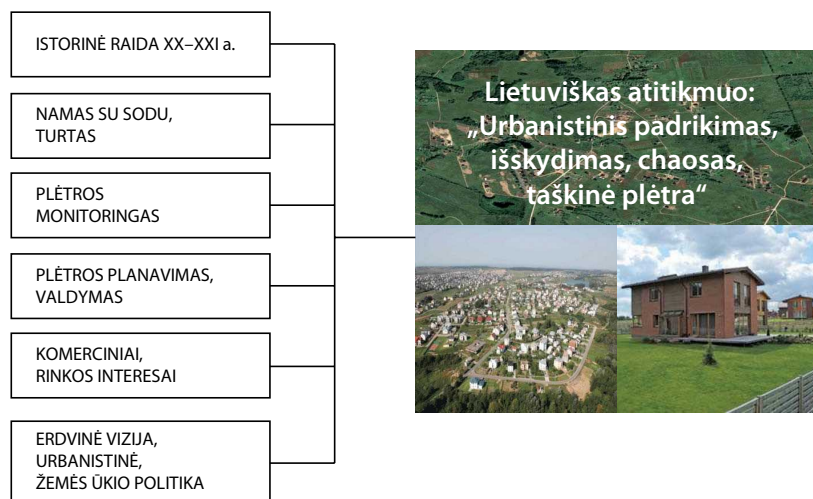 ISTORINĖ RAIDA XX–XXI a.
NAMAS SU SODU,
TURTAS
PLĖTROS
MONITORINGAS
PLĖTROS PLANAVIMAS,
VALDYMAS
KOMERCINIAI,
RINKOS INTERESAI
ERDVINĖ VIZIJA,
URBANISTINĖ,
ŽEMĖS ŪKIO POLITIKA
Lietuviškas atitikmuo:
„Urbanistinis padrikimas,
išskydimas, chaosas,
taškinė plėtra“